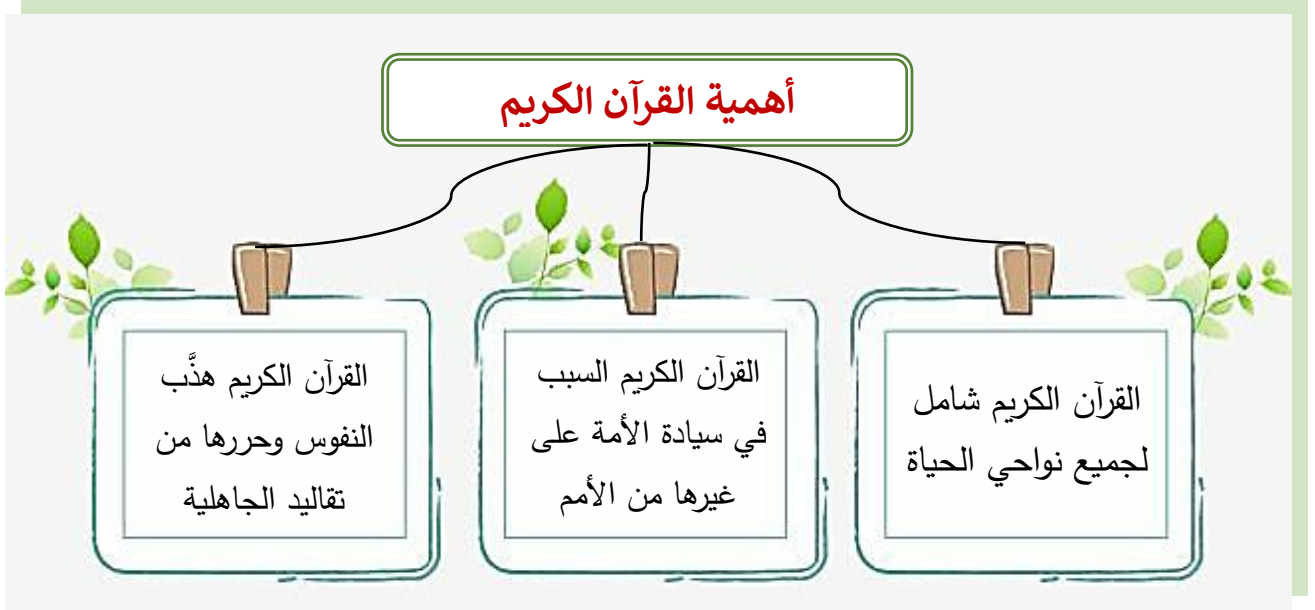 أهمية القرآن الكريم
القرآن الكريم شامل
لجميع نواحي الحياة
القرآن الكريم السبب
في سيادة الأمة على
غيرها من الأمم
القرآن الكريم هذَّب
النفوس وحررها من
تقاليد الجاهلية